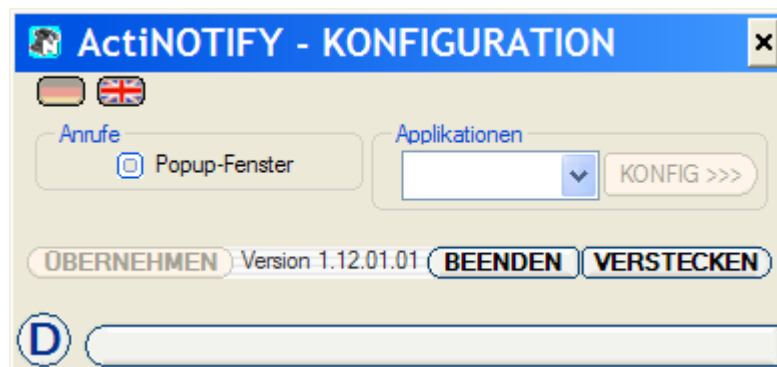 ActiNOTIFY - KONFIGURATION
Anrufe
Applikationen
Popup-Fenster
KONFIG >>>
ÜBERNEHMEN Version 1.12.01.01 BEENDEN VERSTECKEN
D